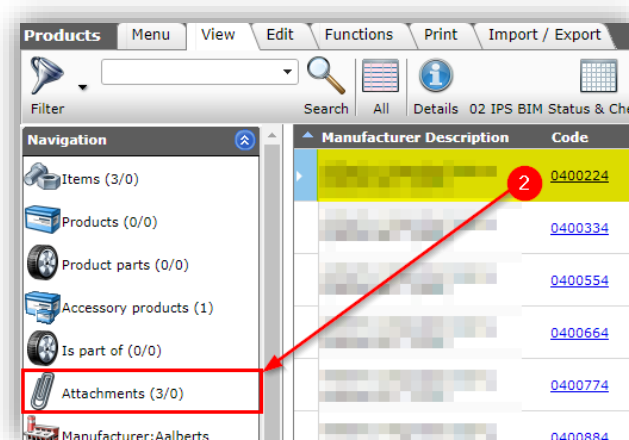 Products Menu View Edit Functions Print Import / Export
Filter Search All Details 02 IPS BIM Status & Che
Navigation
Manufacturer Description Code
Items (3/0)
2
0400224
Products (0/0)
0400334
Product parts (0/0)
0400554
Accessory products (1)
Is part of (0/0)
0400664
Attachments (3/0)
0400774
Manufacturer:Aalberts
0400884